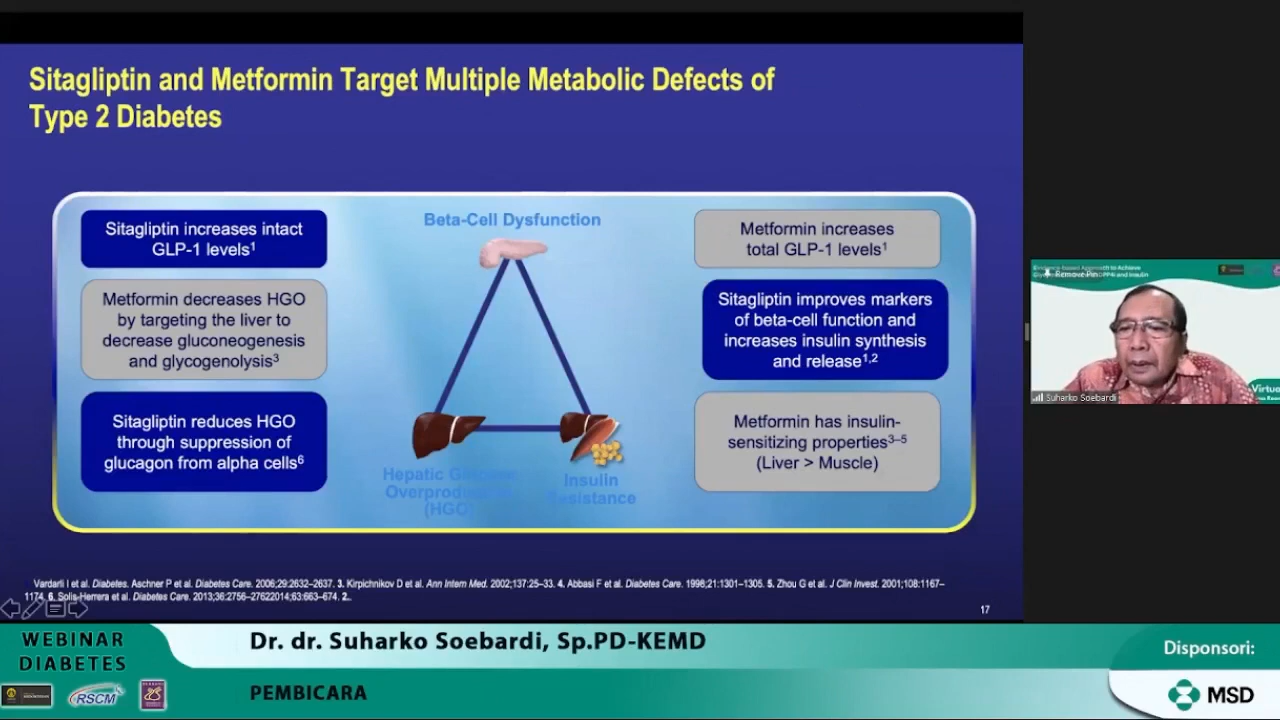 Sitagliptin and Metformin Target Multiple Metabolic Defects of
Type 2 Diabetes
Sitagliptin increases intact
GLP-1 levels1
Metformin decreases HGO
by targeting the liver to
decrease gluconeogenesis
and glycogenolysis3
Sitagliptin reduces HGO
through suppression of
glucagon from alpha cells6
Beta-Cell Dysfunction
Hepatic Glucose
Overproduction
(HGO)
Insulin
Resistance
Metformin increases
total GLP-1 levels1
Sitagliptin improves markers
of beta-cell function and
increases insulin synthesis
and release1,2
Metformin has insulin-
sensitizing properties3–5
(Liver > Muscle)
Vardarli I et al. Diabetes. Aschner P et al. Diabetes Care. 2006;29:2632–2637. 3. Kirpichnikov D et al. Ann Intern Med. 2002;137:25–33. 4. Abbasi F et al. Diabetes Care. 1998;21:1301–1305. 5. Zhou G et al. J Clin Invest. 2001;108:1167–
1174. 6. Solis-Herrera et al. Diabetes Care. 2013;36:2756–27622014;63:663–674. 2..
17
Remove Pin
Suharko Soebardi
Virtua
WEBINAR
DIABETES
Dr. dr. Suharko Soebardi, Sp.PD-KEMD
PEMBICARA
RSCM
Disponsori:
MSD